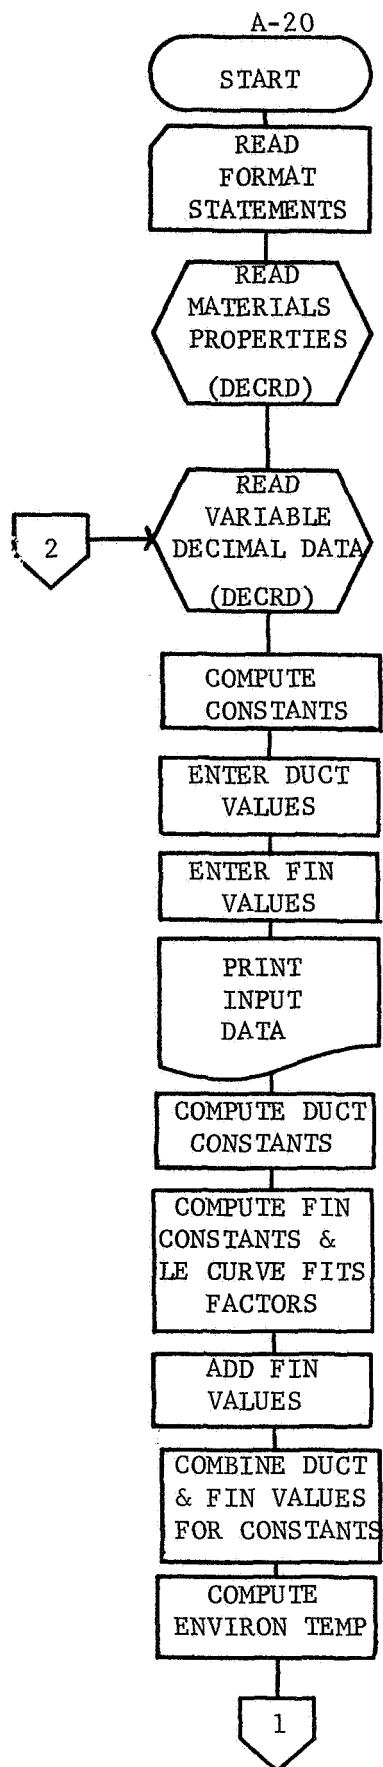 A-20
START
READ
FORMAT
STATEMENTS
READ
MATERIALS
PROPERTIES
(DECRD)
READ
VARIABLE
DECIMAL DATA
(DECRD)
2
COMPUTE
CONSTANTS
ENTER DUCT
VALUES
ENTER FIN
VALUES
PRINT
INPUT
DATA
COMPUTE DUCT
CONSTANTS
COMPUTE FIN
CONSTANTS &
LE CURVE FITS
FACTORS
ADD FIN
VALUES
COMBINE DUCT
& FIN VALUES
FOR CONSTANTS
COMPUTE
ENVIRON TEMP
1